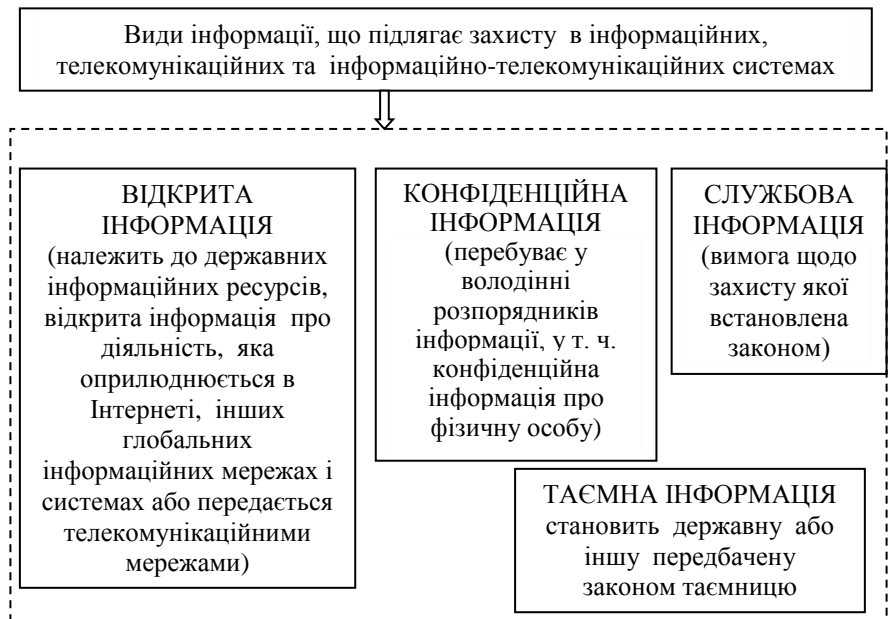 Види інформації, що підлягає захисту в інформаційних,
телекомунікаційних та інформаційно-телекомунікаційних системах
ВІДКРИТА
ІНФОРМАЦІЯ
(належить до державних
інформаційних ресурсів,
відкрита інформація про
діяльність, яка
оприлюднюється в
Інтернеті, інших
глобальних
інформаційних мережах і
системах або передається
телекомунікаційними
мережами)
КОНФІДЕНЦІЙНА
ІНФОРМАЦІЯ
(перебуває у
володінні
розпорядників
інформації, у т. ч.
конфіденційна
інформація про
фізичну особу)
СЛУЖБОВА
ІНФОРМАЦІЯ
(вимога щодо
захисту якої
встановлена
законом)
ТАЄМНА ІНФОРМАЦІЯ
становить державну або
іншу передбачену
законом таємницю